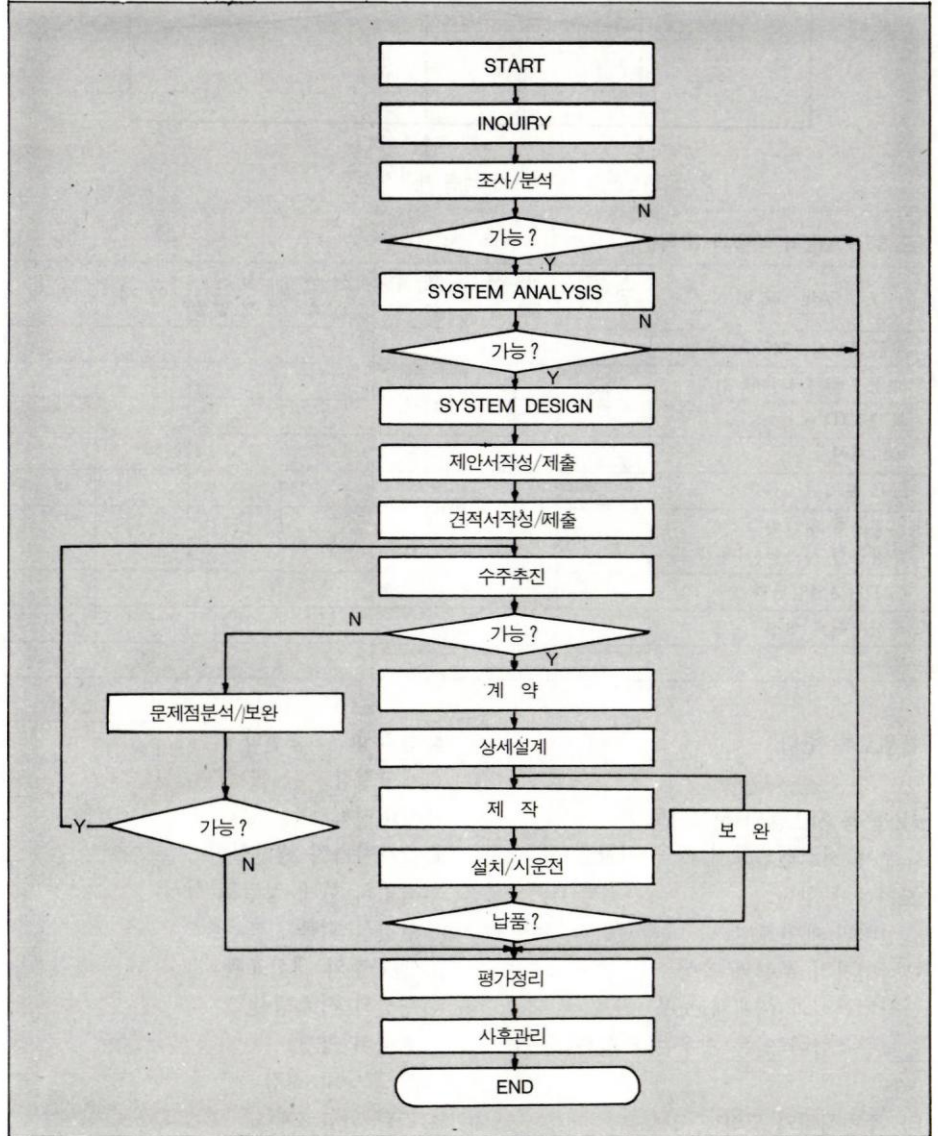 START
INQUIRY
조사/분석
N
가능?
Y
SYSTEM ANALYSIS
N
가능?
Y
SYSTEM DESIGN
제안서작성/제출
견적서작성/제출
수주추진
N
가능?
Y
계 약
문제점분석/보완
상세설계
제 작
보 완
Y
가능?
N
설치/시운전
납품?
평가정리
사후관리
END